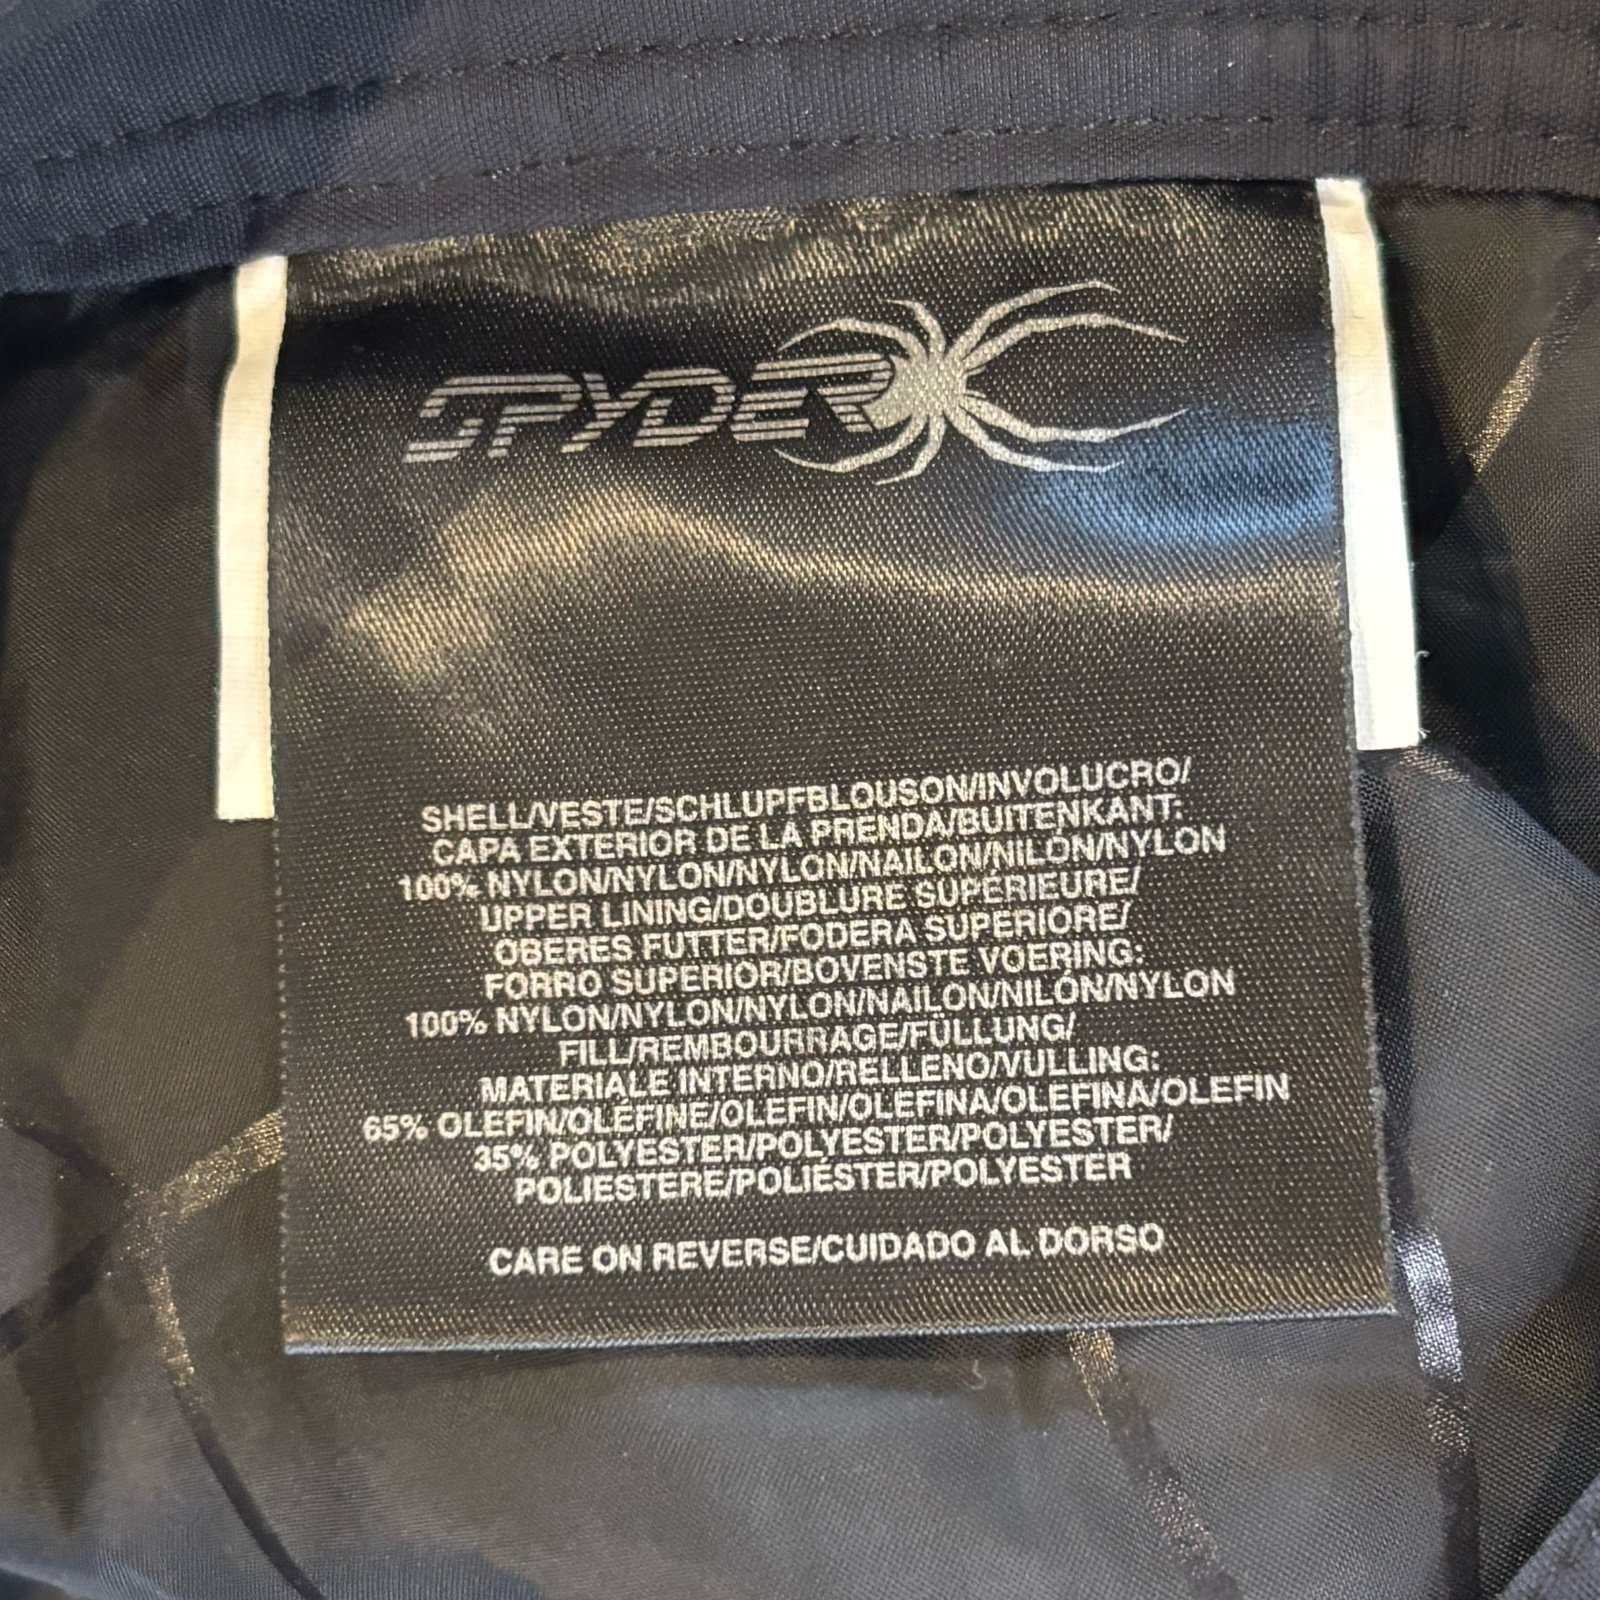 SPYDER
SHELL/VESTE/SCHLUPFBLOUSON/INVOLUCRO/
CAPA EXTERIOR DE LA PRENDA/BUITENKANT:
100% NYLON/NYLON/NYLON/NAILON/NILÓN/NYLON
UPPER LINING/DOUBLURE SUPÉRIEURE/
OBERES FUTTER/FODERA SUPERIORE/
FORRO SUPERIOR/BOVENSTE VOERING:
100% NYLON/NYLON/NYLON/NAILON/NILÓN/NYLON
FILL/REMBOURRAGE/FÜLLUNG/
MATERIALE INTERNO/RELLENO/VULLING:
65% OLEFIN/OLÉFINE/OLEFIN/OLEFINA/OLEFINA/OLEFIN
35% POLYESTER/POLYESTER/POLYESTER/
POLIESTERE/POLIÉSTER/POLYESTER
CARE ON REVERSE/CUIDADO AL DORSO